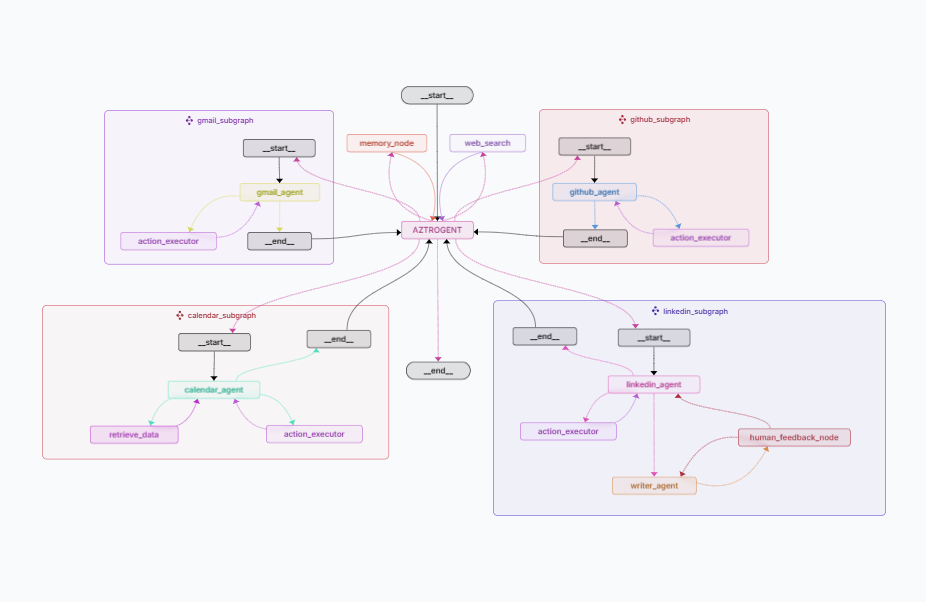 __start__
gmail_subgraph
__start__
gmail_agent
action_executor
__end__
memory_node
web_search
AZTROGENT
github_subgraph
__start__
github_agent
__end__
action_executor
calendar_subgraph
__start__
__end__
calendar_agent
retrieve_data
action_executor
__end__
linkedin_subgraph
__end__
__start__
linkedin_agent
action_executor
human_feedback_node
writer_agent